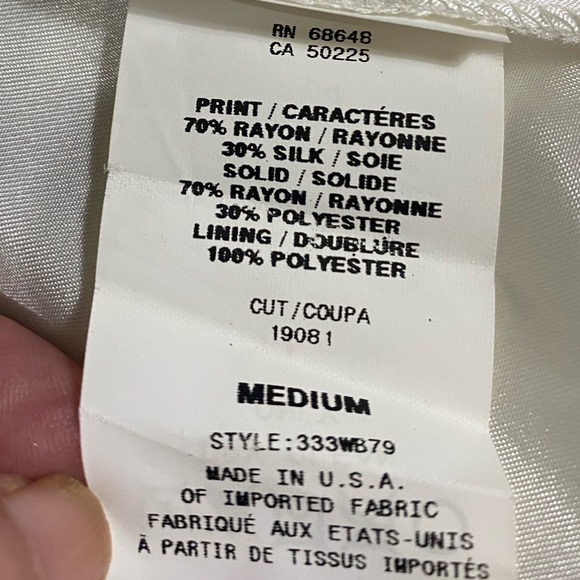 RN 68648
CA 50225
PRINT / CARACTÉRES
70% RAYON / RAYONNE
30% SILK / SOIE
SOLID / SOLIDE
70% RAYON / RAYONNE
30% POLYESTER
LINING / DOUBLURE
100% POLYESTER
CUT/COUPA
19081
MEDIUM
STYLE:333WB79
MADE IN U.S.A.
OF IMPORTED FABRIC
FABRIQUÉ AUX ETATS-UNIS
À PARTIR DE TISSUS IMPORTÉS